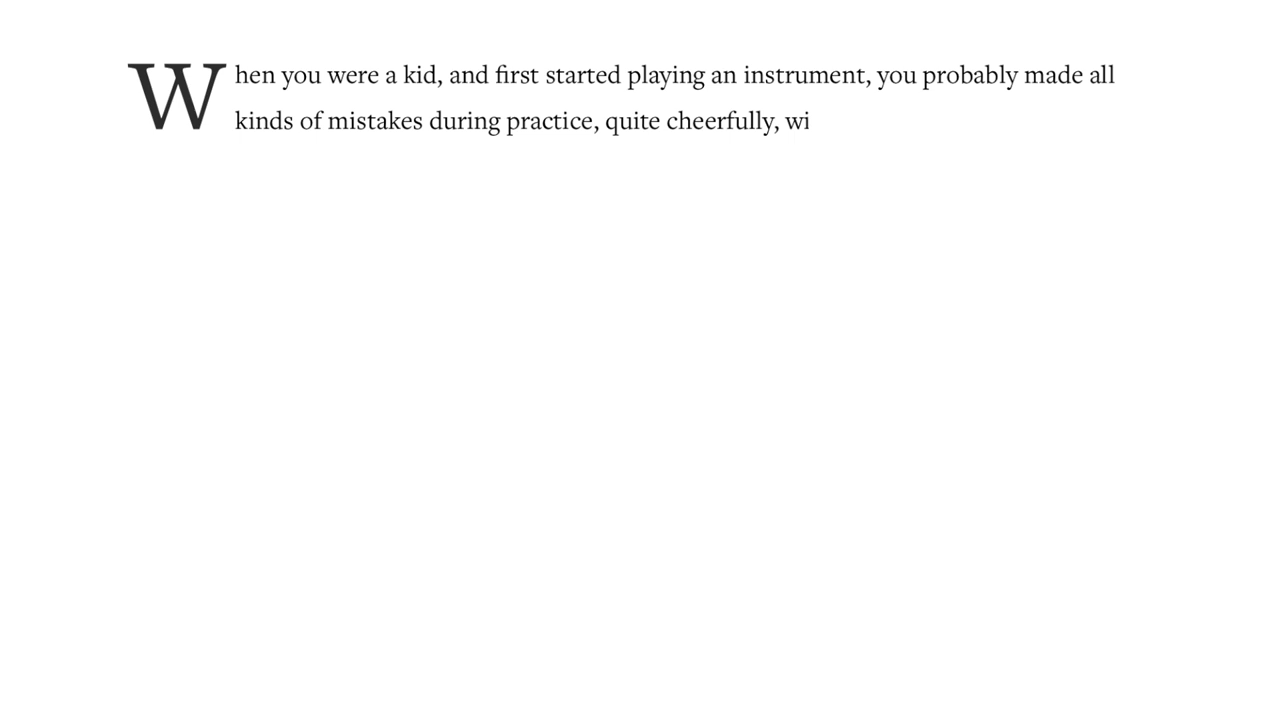 When you were a kid, and first started playing an instrument, you probably made all
kinds of mistakes during practice, quite cheerfully, wi